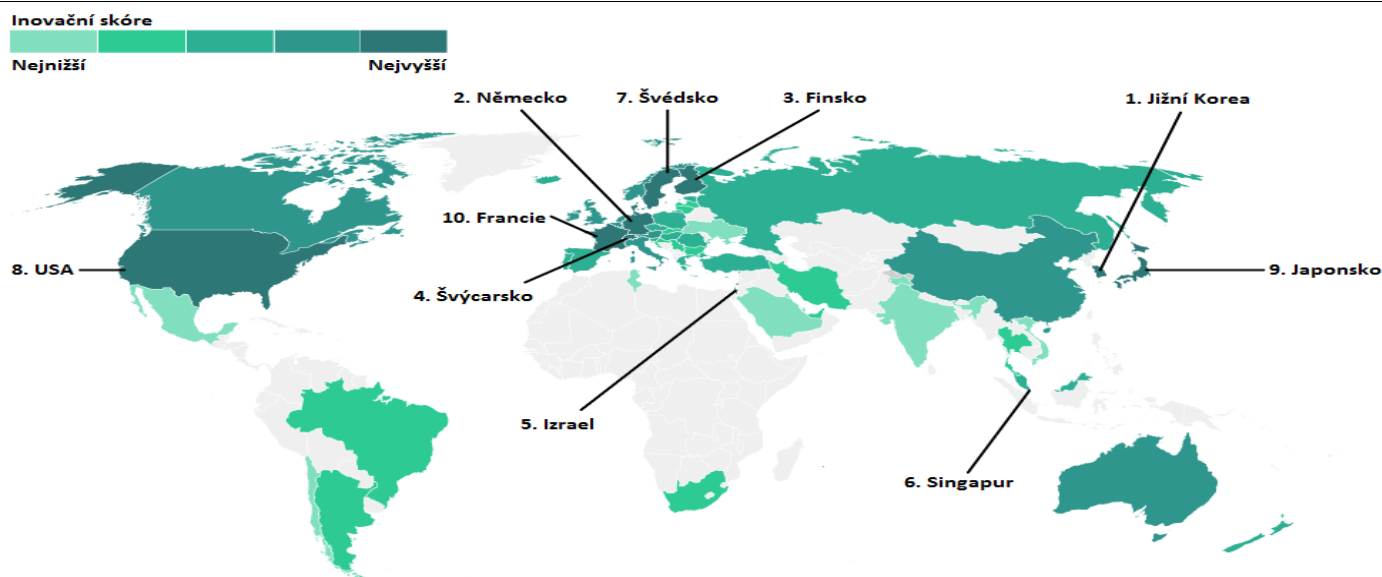 Inovační skóre
Nejnižší Nejvyšší
2. Německo 7. Švédsko 3. Finsko 1. Jižní Korea
10. Francie
8. USA 9. Japonsko
4. Švýcarsko
5. Izrael
6. Singapur